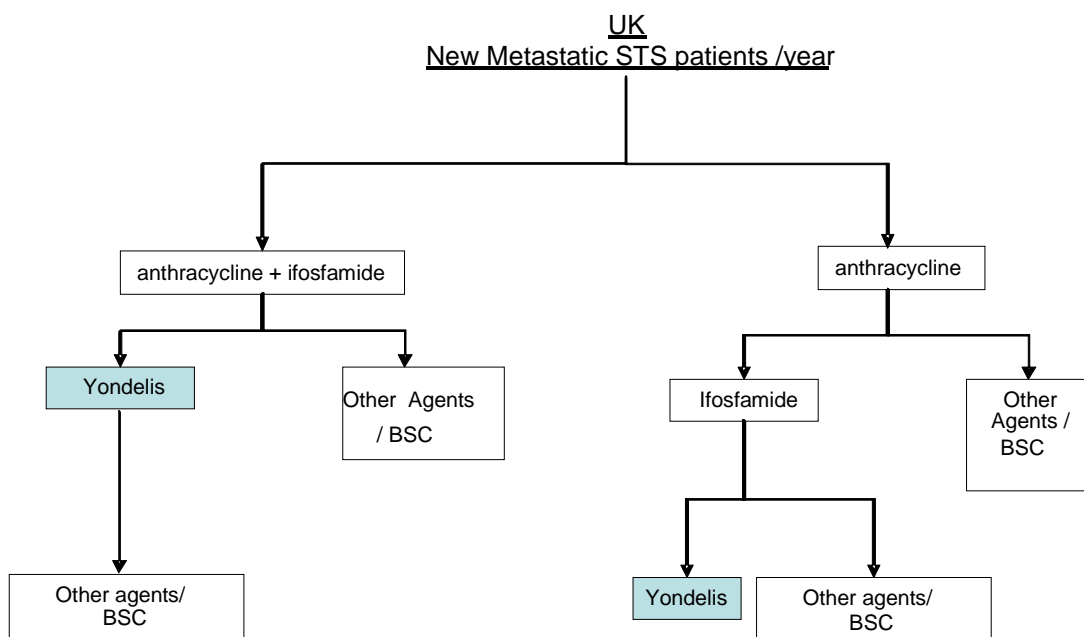 UK
New Metastatic STS patients /year
anthracycline + ifosfamide
anthracycline
Yondelis
Other Agents
/ BSC
Ifosfamide
Other
Agents /
BSC
Other agents/
BSC
Yondelis
Other agents/
BSC